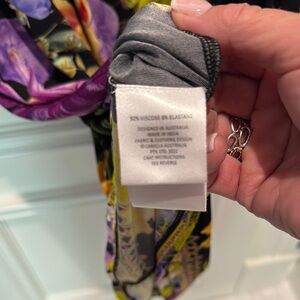 92% VISCOSE 8% ELASTANE
DESIGNED IN AUSTRALIA
MADE IN INDIA
FABRIC & CLOTHING DESIGN
© CAMILLA AUSTRALIA
PTY LTD, 2022
CARE INSTRUCTIONS
SEE REVERSE